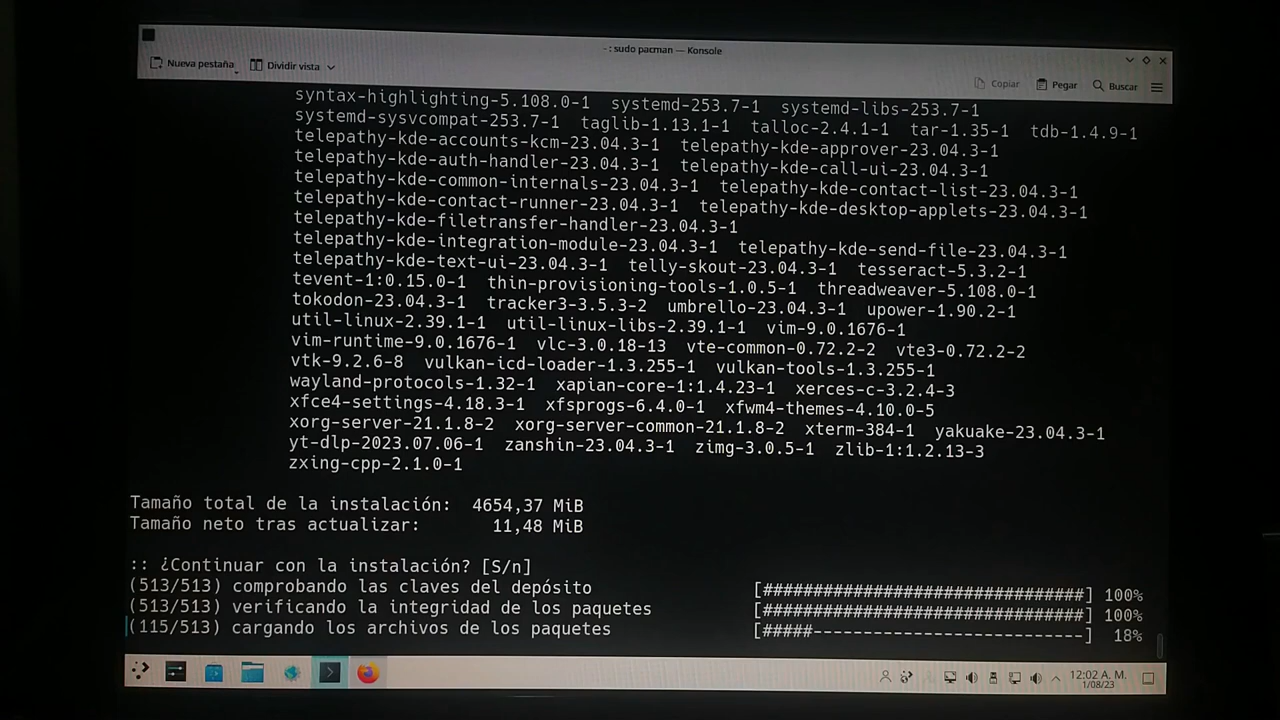 - : sudo pacman — Konsole
Nueva pestaña Dividir vista
Copiar Pegar Buscar
syntax-highlighting-5.108.0-1 systemd-253.7-1 systemd-libs-253.7-1
systemd-sysvcompat-253.7-1 taglib-1.13.1-1 talloc-2.4.1-1 tar-1.35-1 tdb-1.4.9-1
telepathy-kde-accounts-kcm-23.04.3-1 telepathy-kde-approver-23.04.3-1
telepathy-kde-auth-handler-23.04.3-1 telepathy-kde-call-ui-23.04.3-1
telepathy-kde-common-internals-23.04.3-1 telepathy-kde-contact-list-23.04.3-1
telepathy-kde-contact-runner-23.04.3-1 telepathy-kde-desktop-applets-23.04.3-1
telepathy-kde-filetransfer-handler-23.04.3-1
telepathy-kde-integration-module-23.04.3-1 telepathy-kde-send-file-23.04.3-1
telepathy-kde-text-ui-23.04.3-1 telly-skout-23.04.3-1 tesseract-5.3.2-1
tevent-1:0.15.0-1 thin-provisioning-tools-1.0.5-1 threadweaver-5.108.0-1
tokodon-23.04.3-1 tracker3-3.5.3-2 umbrello-23.04.3-1 upower-1.90.2-1
util-linux-2.39.1-1 util-linux-libs-2.39.1-1 vim-9.0.1676-1
vim-runtime-9.0.1676-1 vlc-3.0.18-13 vte-common-0.72.2-2 vte3-0.72.2-2
vtk-9.2.6-8 vulkan-icd-loader-1.3.255-1 vulkan-tools-1.3.255-1
wayland-protocols-1.32-1 xapian-core-1:1.4.23-1 xerces-c-3.2.4-3
xfce4-settings-4.18.3-1 xfsprogs-6.4.0-1 xfwm4-themes-4.10.0-5
xorg-server-21.1.8-2 xorg-server-common-21.1.8-2 xterm-384-1 yakuake-23.04.3-1
yt-dlp-2023.07.06-1 zanshin-23.04.3-1 zimg-3.0.5-1 zlib-1:1.2.13-3
zxing-cpp-2.1.0-1
Tamaño total de la instalación: 4654,37 MiB
Tamaño neto tras actualizar: 11,48 MiB
:: ¿Continuar con la instalación? [S/n]
(513/513) comprobando las claves del depósito [################################] 100%
(513/513) verificando la integridad de los paquetes [################################] 100%
(115/513) cargando los archivos de los paquetes [#####---------------------------] 18%
12:02 A. M.
1/08/23